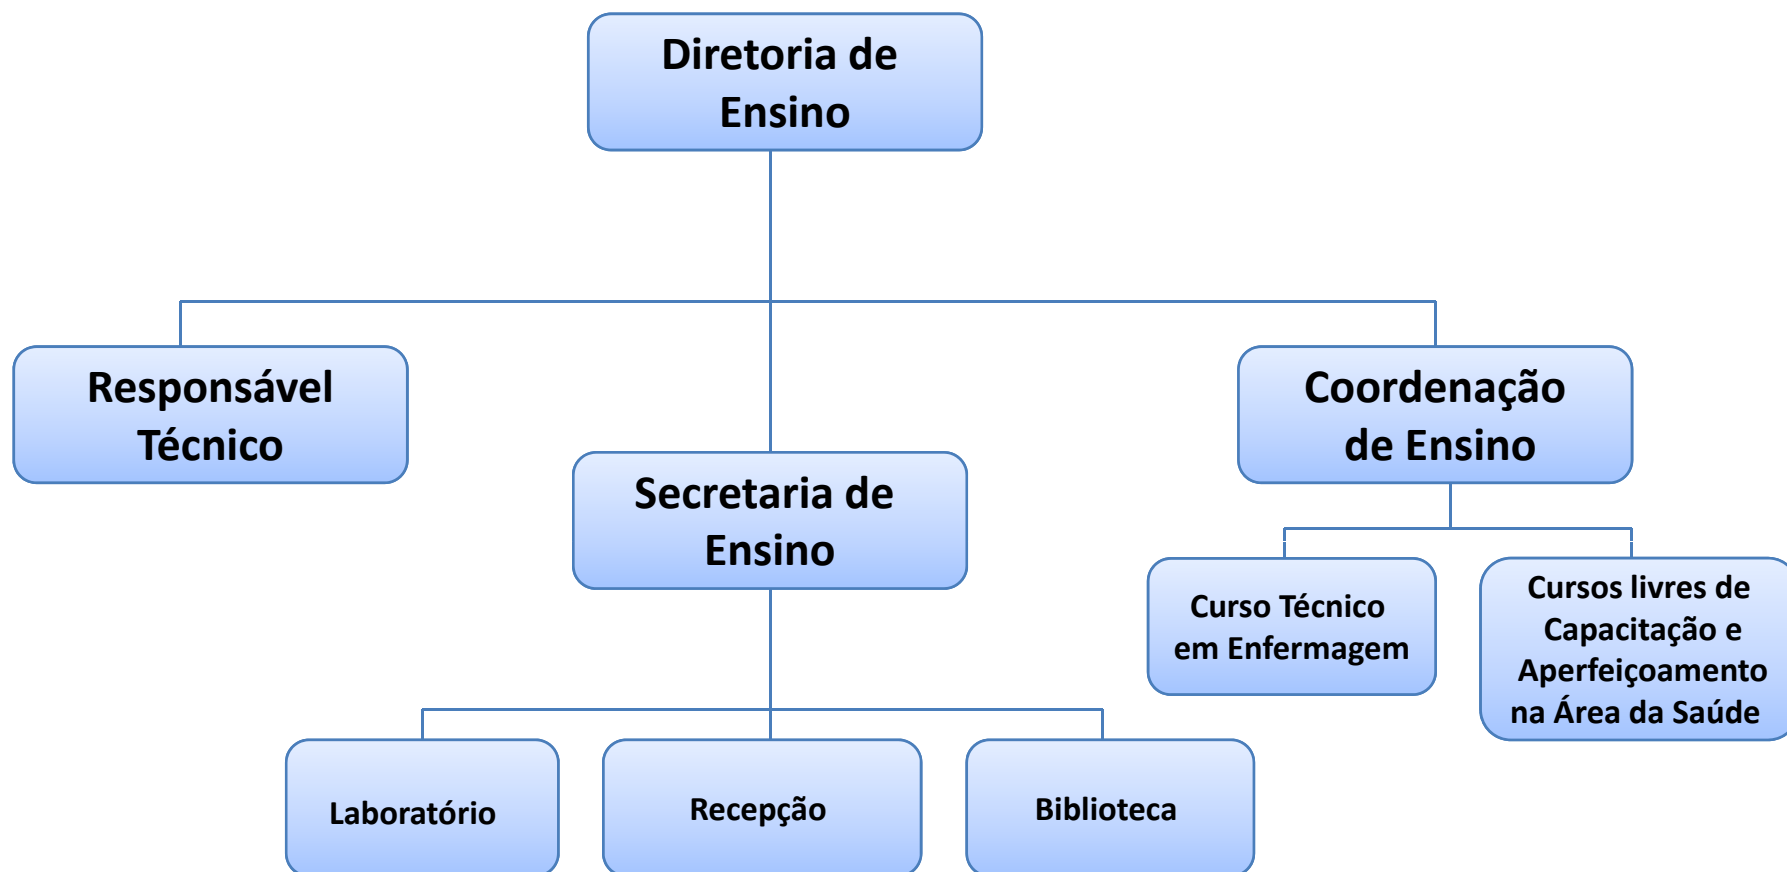 Diretoria de
Ensino
Responsável
Técnico
Coordenação
de Ensino
Secretaria de
Ensino
Curso Técnico
em Enfermagem
Cursos livres de
Capacitação e
Aperfeiçoamento
na Área da Saúde
Laboratório
Recepção
Biblioteca